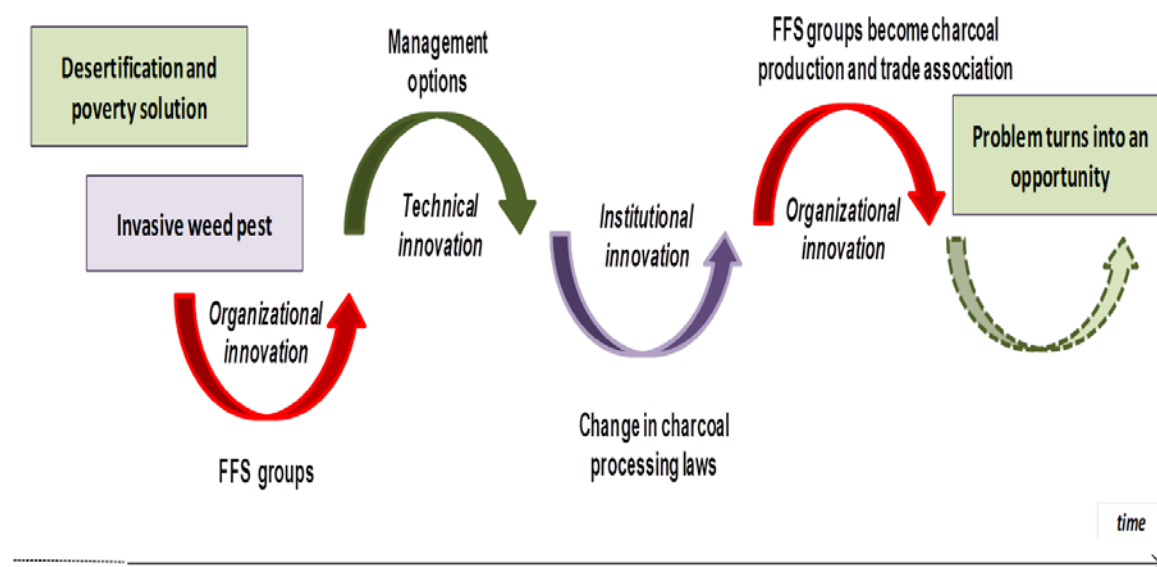 Desertification and
poverty solution
Invasive weed pest
Organizational
innovation
FFS groups
Management
options
Technical
innovation
Institutional
innovation
Change in charcoal
processing laws
FFS groups become charcoal
production and trade association
Organizational
innovation
Problem turns into an
opportunity
time